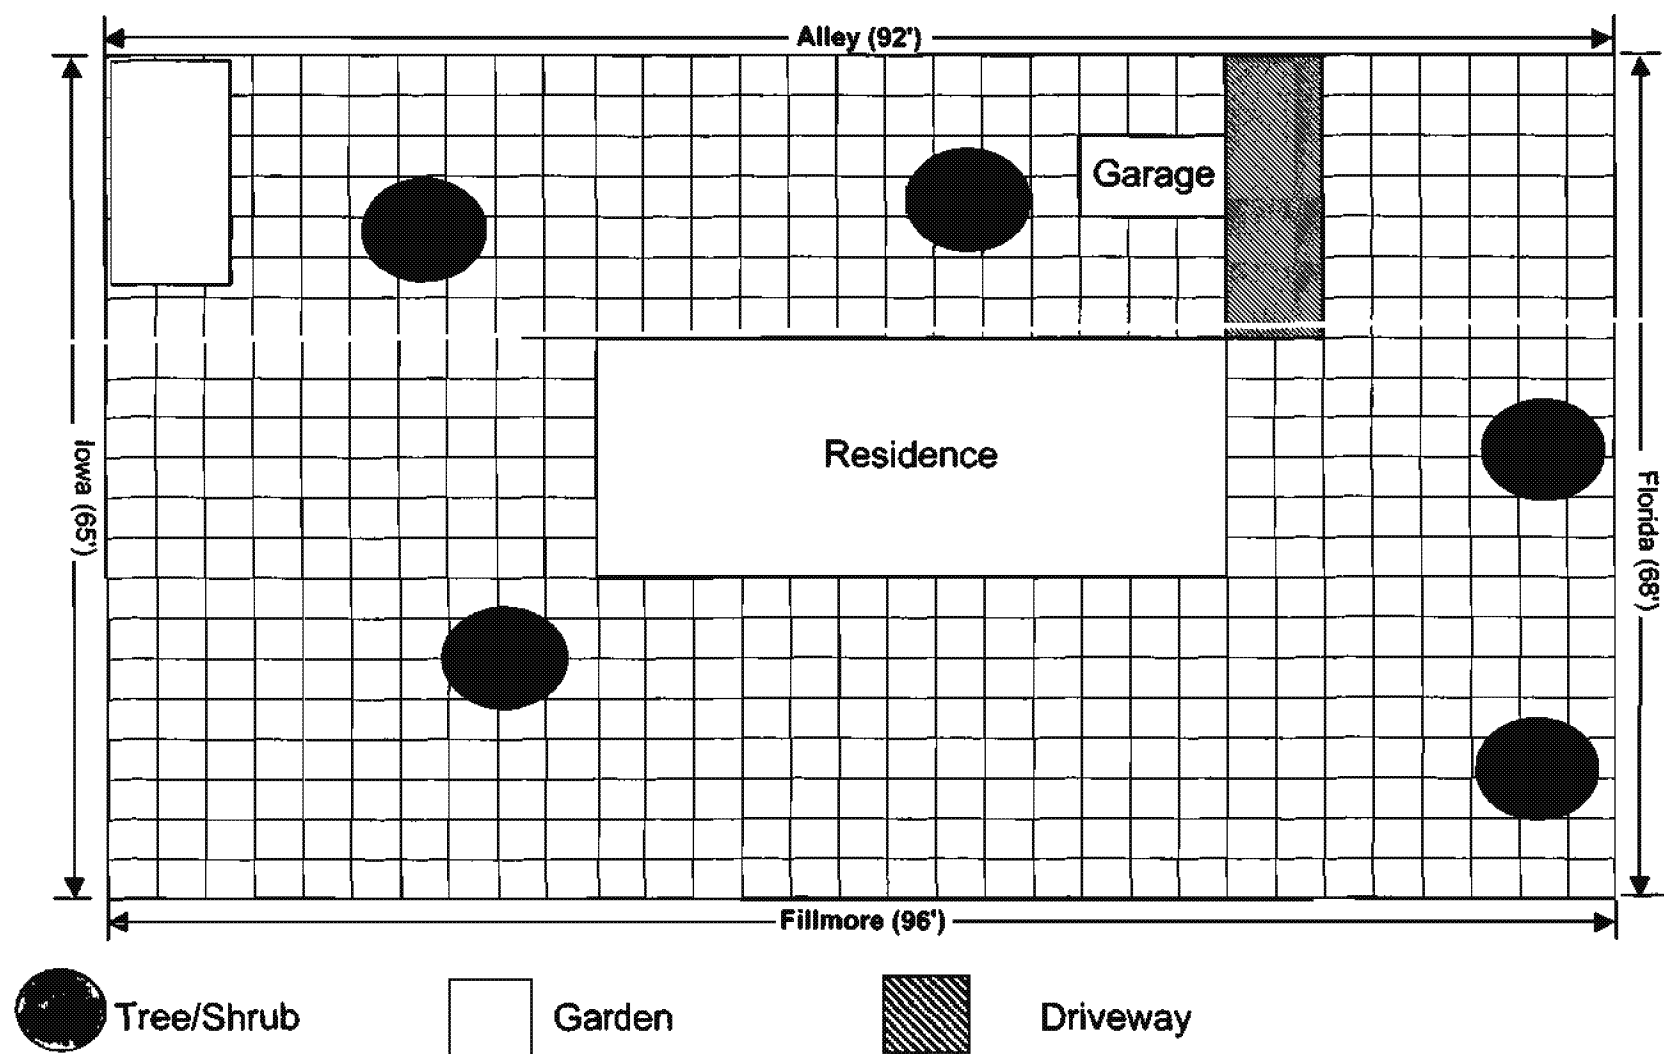 Alley (92')
Garage
Iowa (65')
Residence
Florida (68')
Fillmore (96')
Tree/Shrub
Garden
Driveway